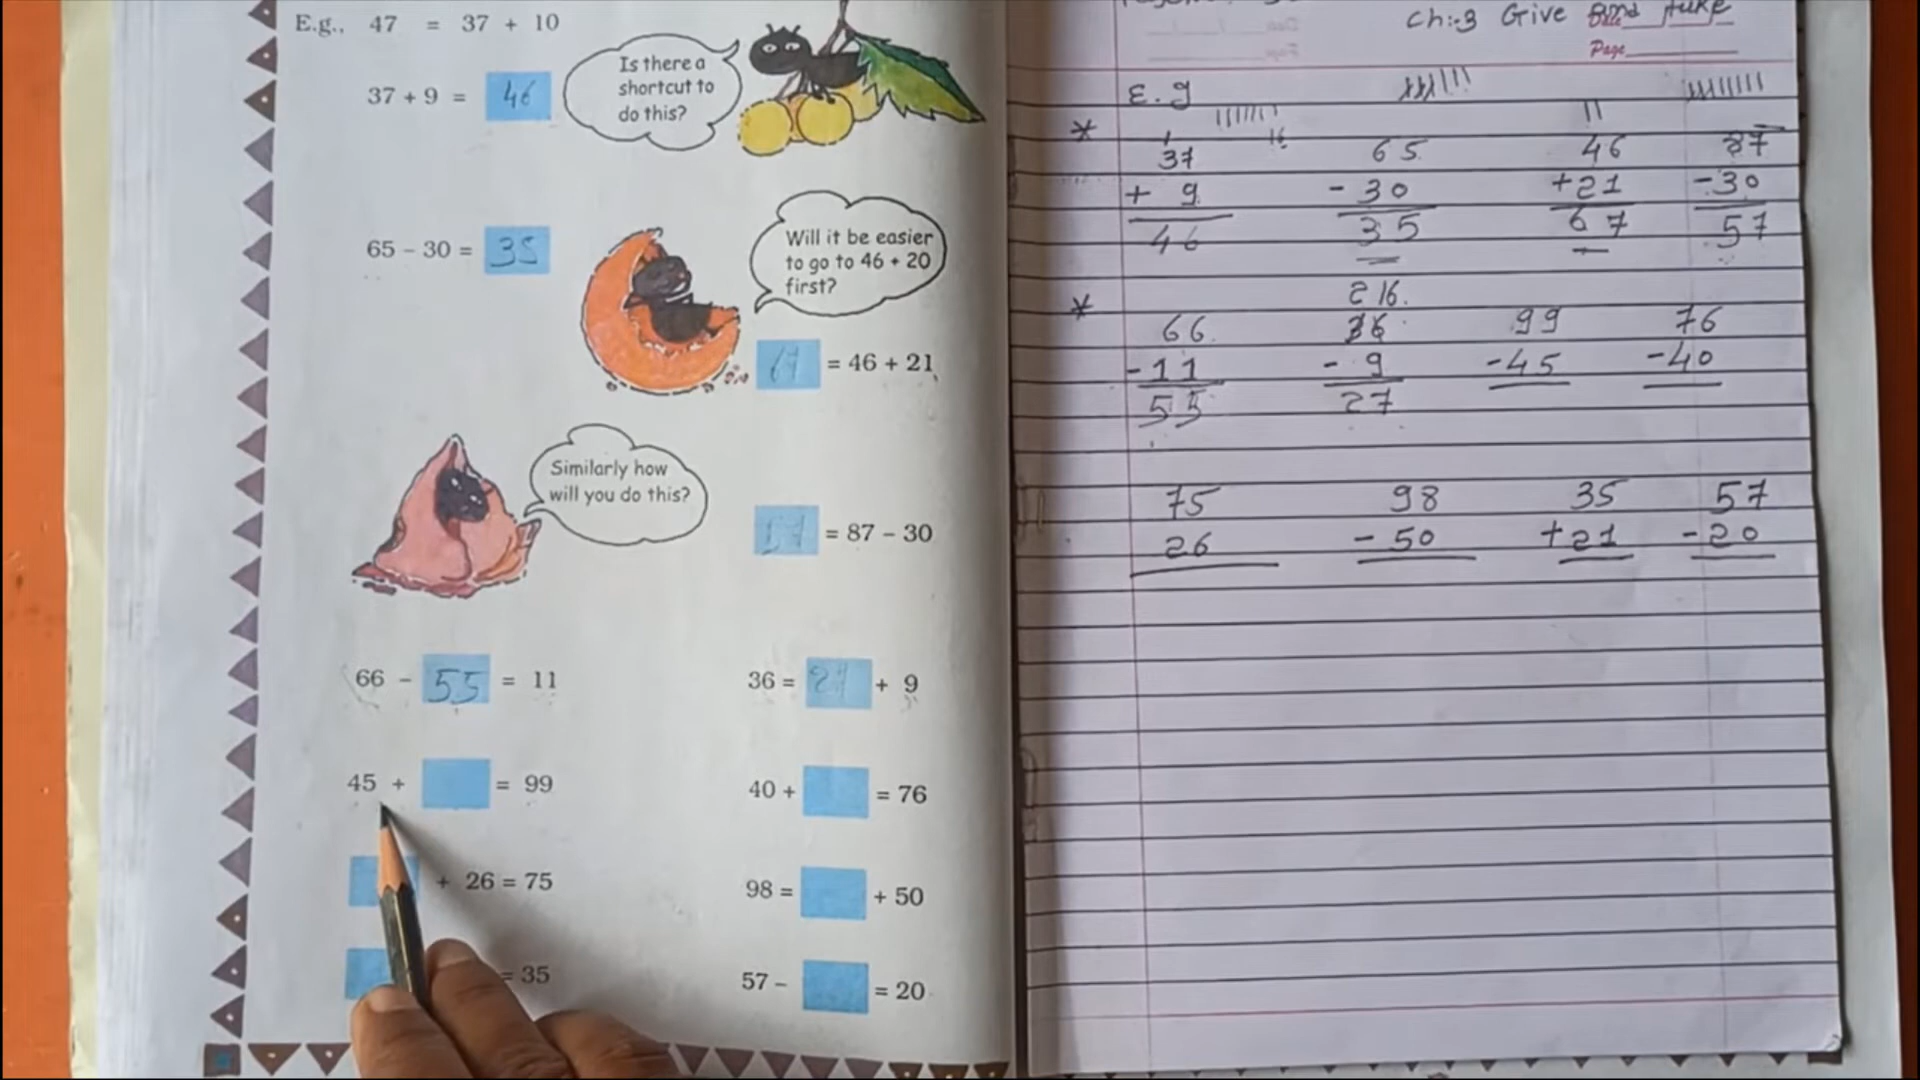 E.g., 47 = 37 + 10
37 + 9 = 46
Is there a
shortcut to
do this?
65 – 30 = 35
Will it be easier
to go to 46 + 20
first?
67 = 46 + 21
Similarly how
will you do this?
57 = 87 – 30
66 – 55 = 11
36 = 27 + 9
45 + = 99
40 + = 76
+ 26 = 75
98 = + 50
= 35
57 – = 20
Ch:-3 Give and take
Page
E.g
16
37 65 46 87
+ 9 - 30 +21 -30
46 35 67 57
2 16.
66 36 99 76
-11 - 9 -45 -40
55 27
75 98 35 57
26 - 50 +21 -20